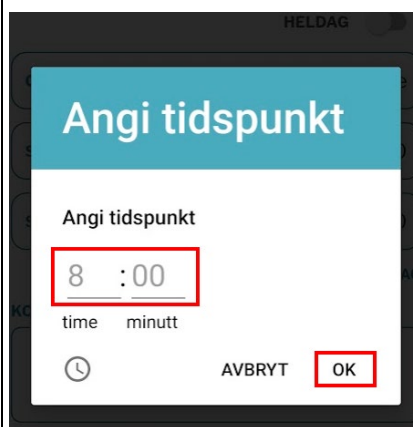 HELDAG
Angi tidspunkt
Angi tidspunkt
8 : 00
time minutt
AVBRYT OK